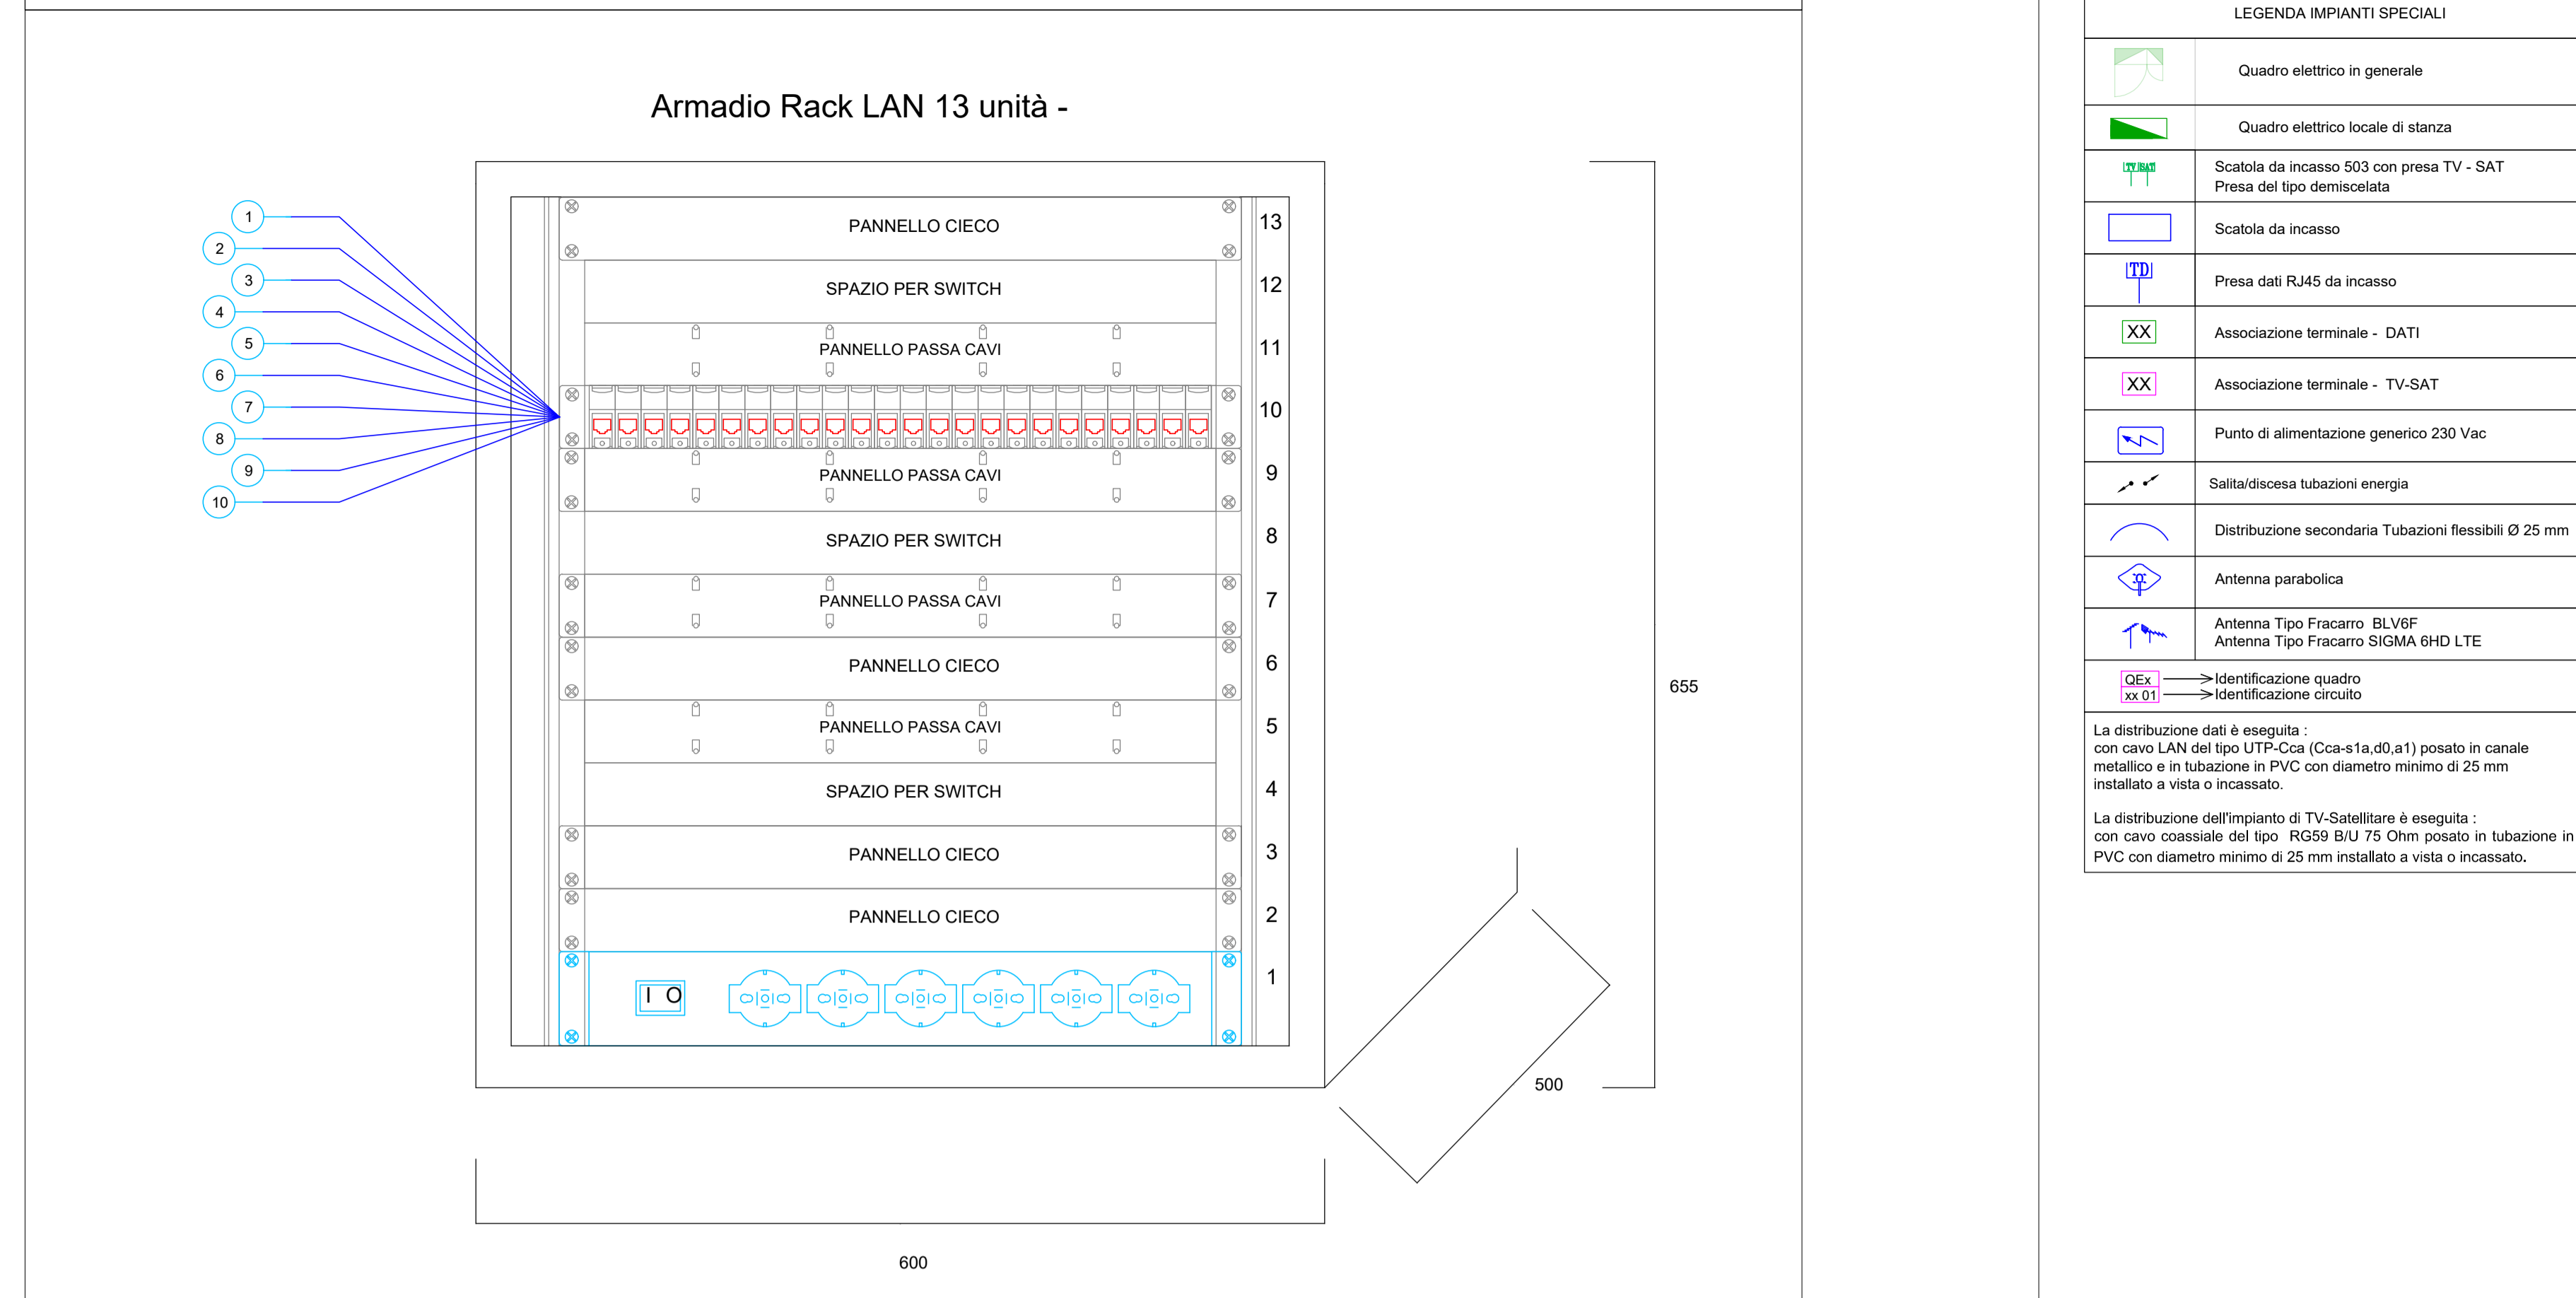 Armadio Rack LAN 13 unità -
1
2
3
4
5
6
7
8
9
10
PANNELLO CIECO 13
SPAZIO PER SWITCH 12
PANNELLO PASSA CAVI 11
10
PANNELLO PASSA CAVI 9
SPAZIO PER SWITCH 8
PANNELLO PASSA CAVI 7
PANNELLO CIECO 6
PANNELLO PASSA CAVI 5
SPAZIO PER SWITCH 4
PANNELLO CIECO 3
PANNELLO CIECO 2
I O 1
655
500
600
LEGENDA IMPIANTI SPECIALI
Quadro elettrico in generale
Quadro elettrico locale di stanza
TV SAT Scatola da incasso 503 con presa TV - SAT
Presa del tipo demiscelata
Scatola da incasso
TD Presa dati RJ45 da incasso
XX Associazione terminale - DATI
XX Associazione terminale - TV-SAT
Punto di alimentazione generico 230 Vac
Salita/discesa tubazioni energia
Distribuzione secondaria Tubazioni flessibili Ø 25 mm
Antenna parabolica
Antenna Tipo Fracarro BLV6F
Antenna Tipo Fracarro SIGMA 6HD LTE
QEx Identificazione quadro
xx 01 Identificazione circuito
La distribuzione dati è eseguita :
con cavo LAN del tipo UTP-Cca (Cca-s1a,d0,a1) posato in canale
metallico e in tubazione in PVC con diametro minimo di 25 mm
installato a vista o incassato.
La distribuzione dell'impianto di TV-Satellitare è eseguita :
con cavo coassiale del tipo RG59 B/U 75 Ohm posato in tubazione in
PVC con diametro minimo di 25 mm installato a vista o incassato.